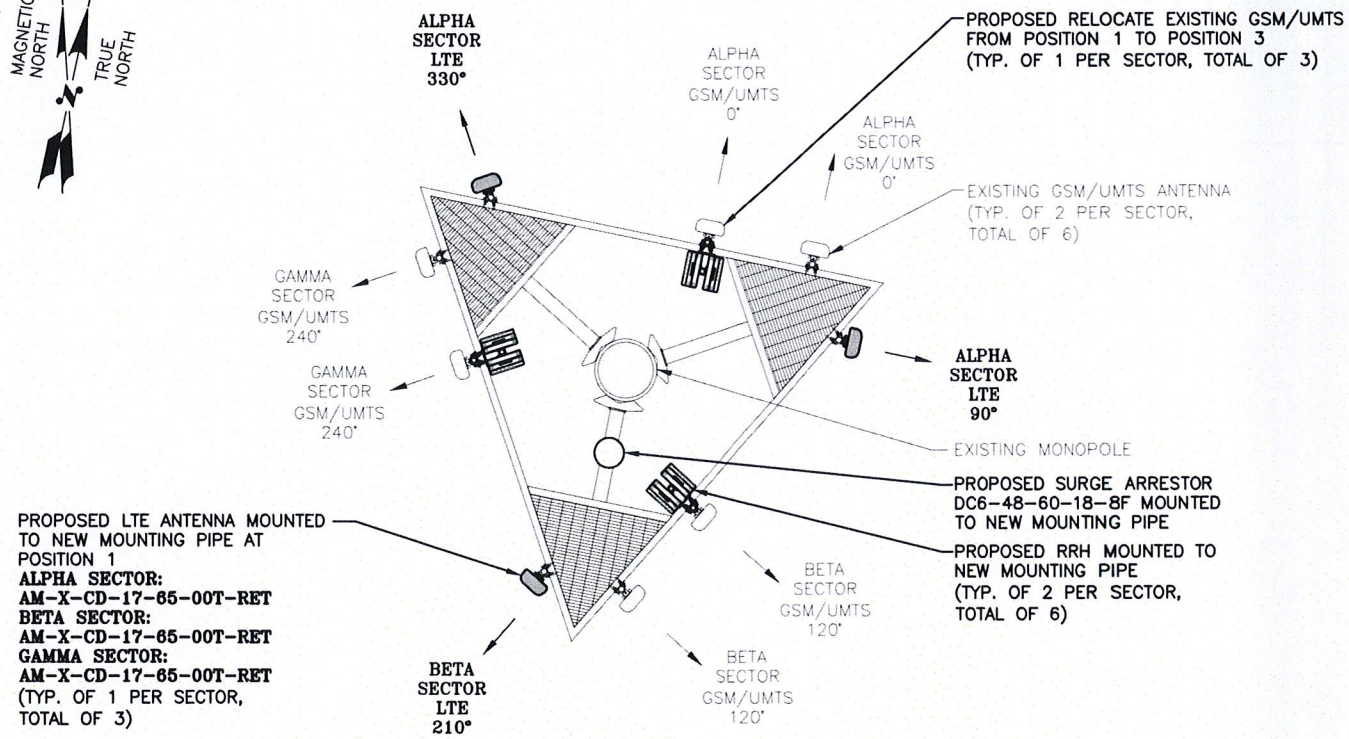 MAGNETIC
NORTH
TRUE
NORTH
N
ALPHA
SECTOR
LTE
330°
ALPHA
SECTOR
GSM/UMTS
0°
ALPHA
SECTOR
GSM/UMTS
0°
PROPOSED RELOCATE EXISTING GSM/UMTS
FROM POSITION 1 TO POSITION 3
(TYP. OF 1 PER SECTOR, TOTAL OF 3)
EXISTING GSM/UMTS ANTENNA
(TYP. OF 2 PER SECTOR,
TOTAL OF 6)
GAMMA
SECTOR
GSM/UMTS
240°
GAMMA
SECTOR
GSM/UMTS
240°
ALPHA
SECTOR
LTE
90°
EXISTING MONOPOLE
PROPOSED SURGE ARRESTOR
DC6-48-60-18-8F MOUNTED
TO NEW MOUNTING PIPE
PROPOSED RRH MOUNTED TO
NEW MOUNTING PIPE
(TYP. OF 2 PER SECTOR,
TOTAL OF 6)
PROPOSED LTE ANTENNA MOUNTED
TO NEW MOUNTING PIPE AT
POSITION 1
ALPHA SECTOR:
AM-X-CD-17-65-00T-RET
BETA SECTOR:
AM-X-CD-17-65-00T-RET
GAMMA SECTOR:
AM-X-CD-17-65-00T-RET
(TYP. OF 1 PER SECTOR,
TOTAL OF 3)
BETA
SECTOR
LTE
210°
BETA
SECTOR
GSM/UMTS
120°
BETA
SECTOR
GSM/UMTS
120°